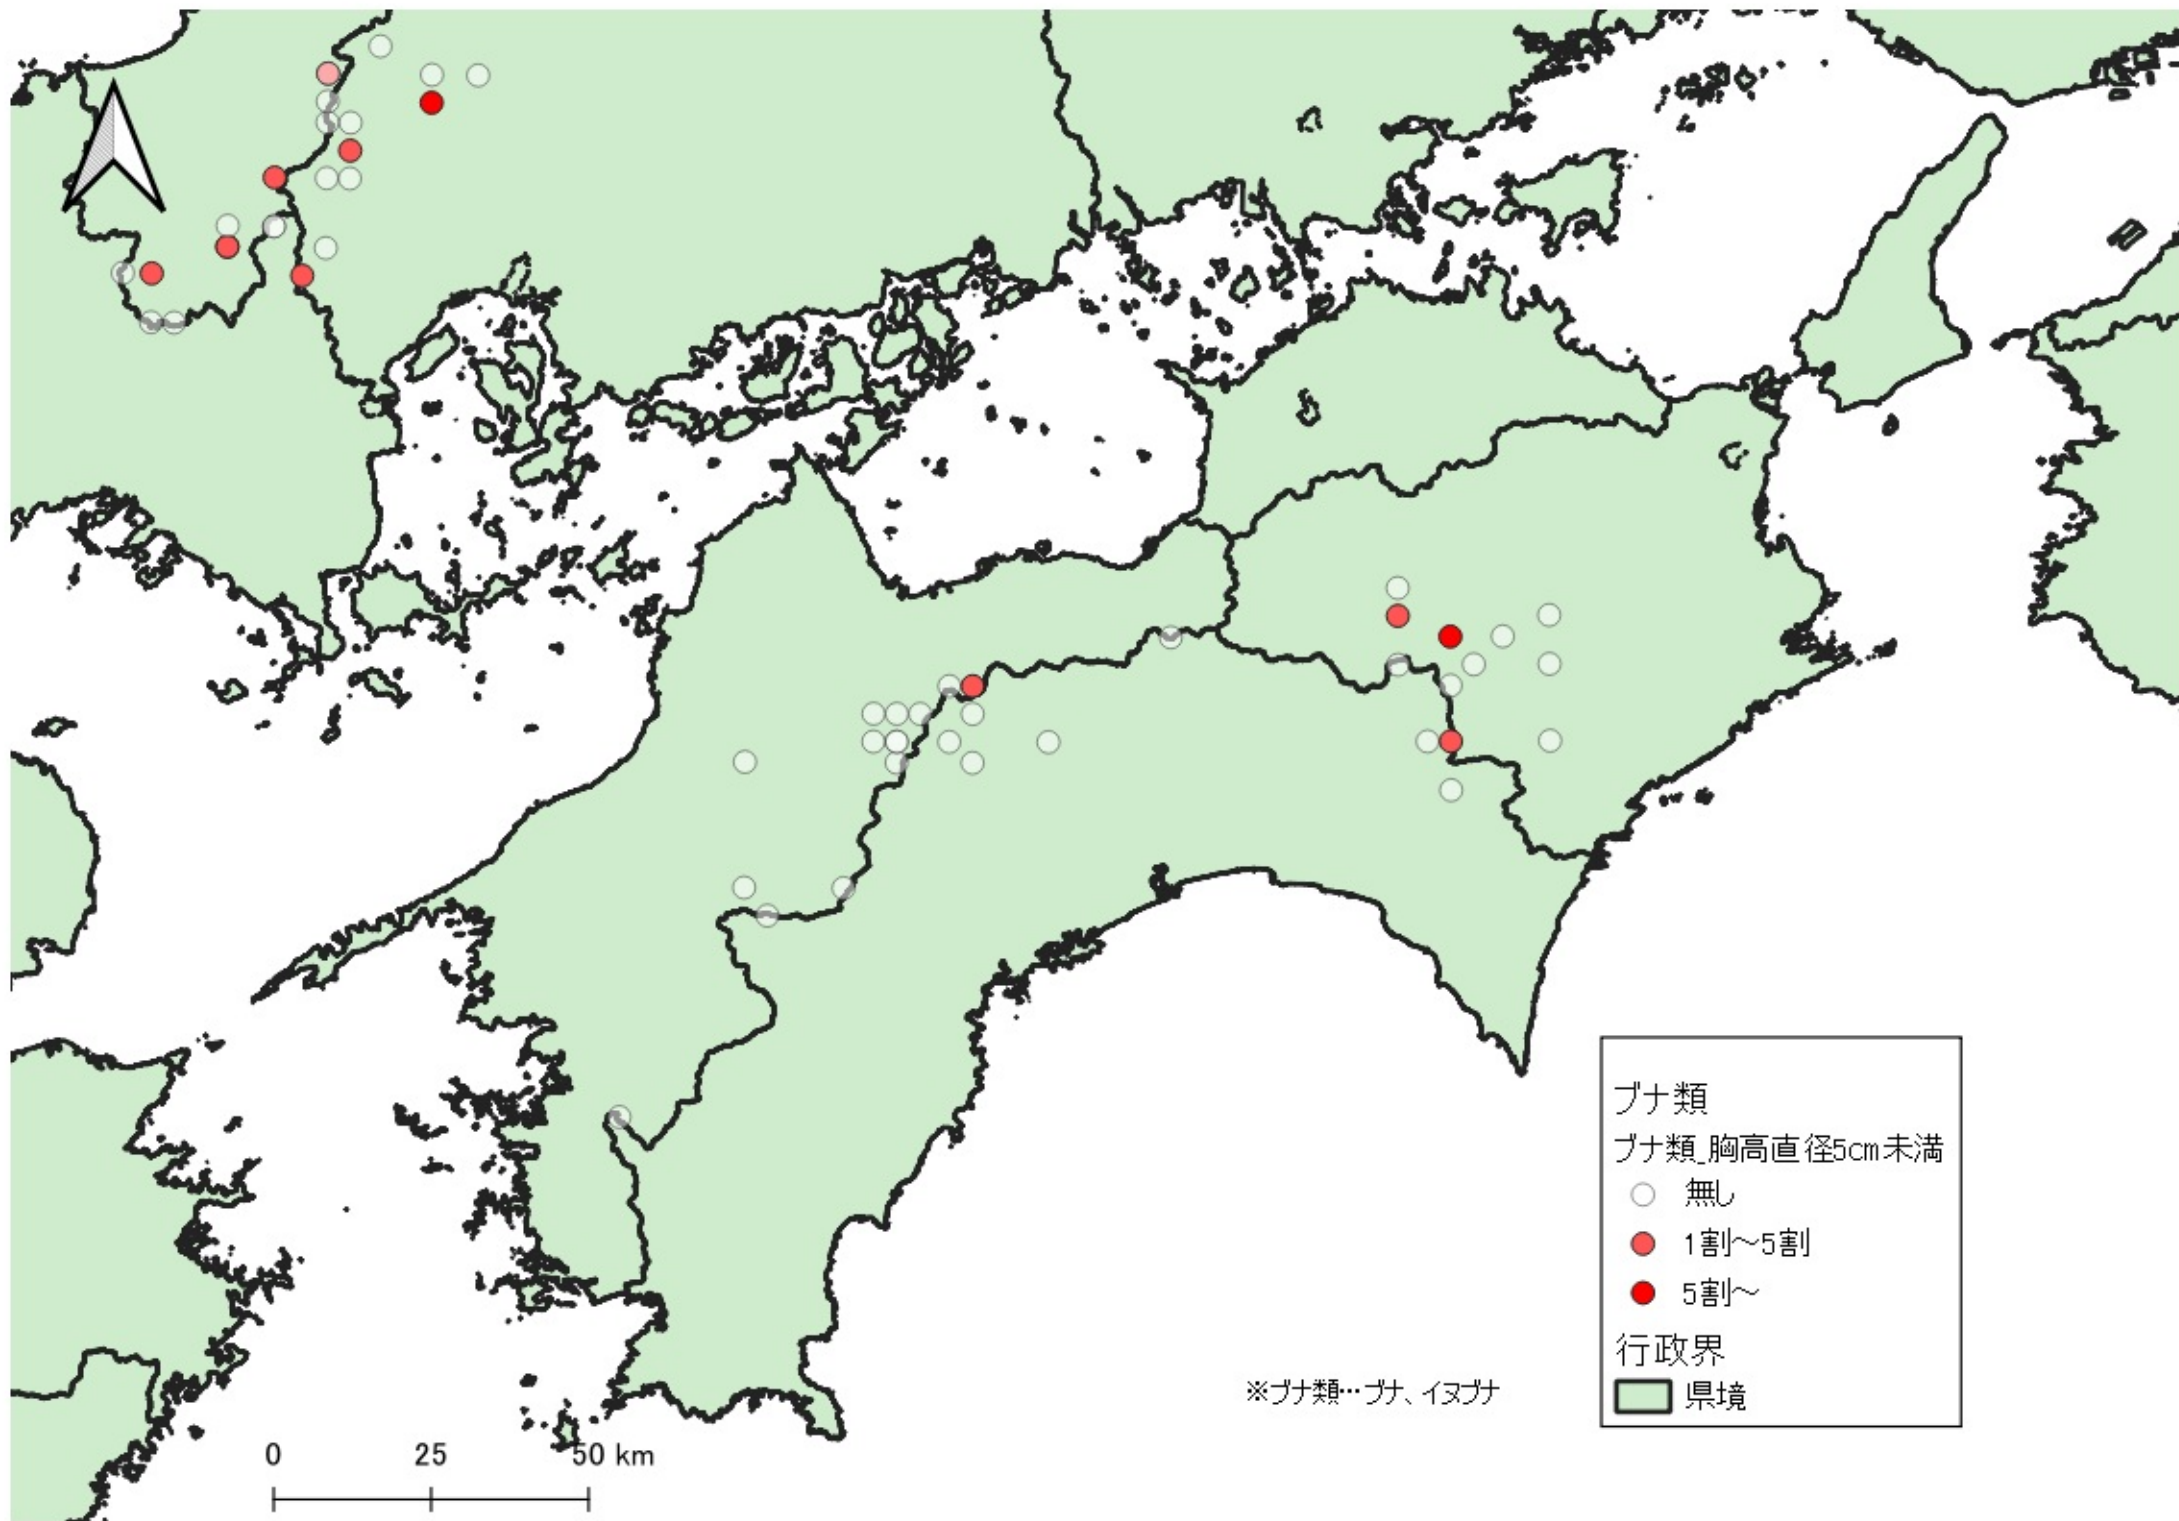 ブナ類
ブナ類_胸高直径5cm未満
無し
1割～5割
5割～
行政界
県境
※ブナ類…ブナ、イヌブナ
0 25 50 km